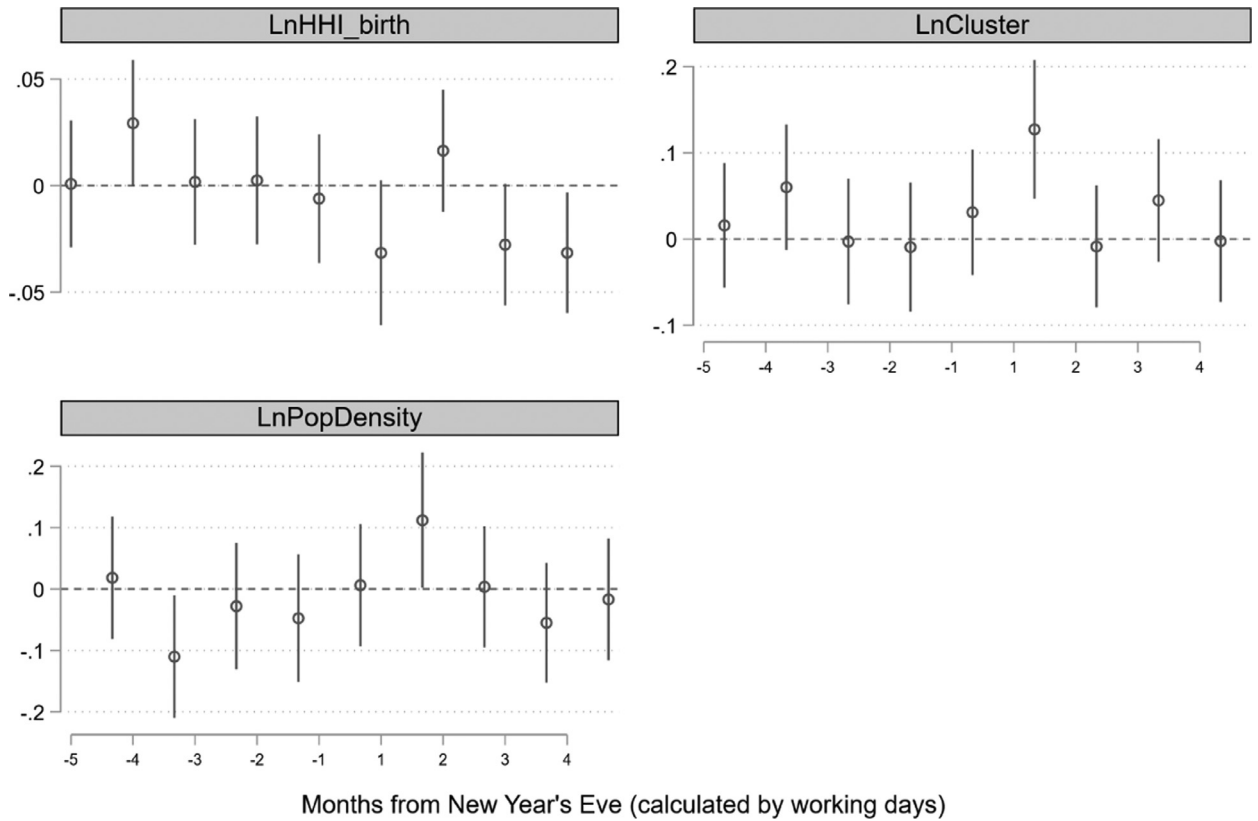 LnHHI_birth
.05
0
-.05
LnCluster
.2
.1
0
-.1
-5 -4 -3 -2 -1 1 2 3 4
LnPopDensity
.2
.1
0
-.1
-.2
-5 -4 -3 -2 -1 1 2 3 4
Months from New Year's Eve (calculated by working days)